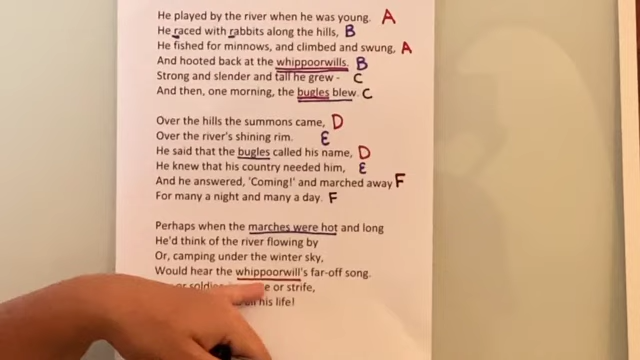 He played by the river when he was young. A
He raced with rabbits along the hills, B
He fished for minnows, and climbed and swung, A
And hooted back at the whippoorwills. B
Strong and slender and tall he grew - C
And then, one morning, the bugles blew. C
Over the hills the summons came, D
Over the river's shining rim. E
He said that the bugles called his name, D
He knew that his country needed him, E
And he answered, 'Coming!' and marched away F
For many a night and many a day. F
Perhaps when the marches were hot and long
He'd think of the river flowing by
Or, camping under the winter sky,
Would hear the whippoorwill's far-off song.
or strife,
his life!